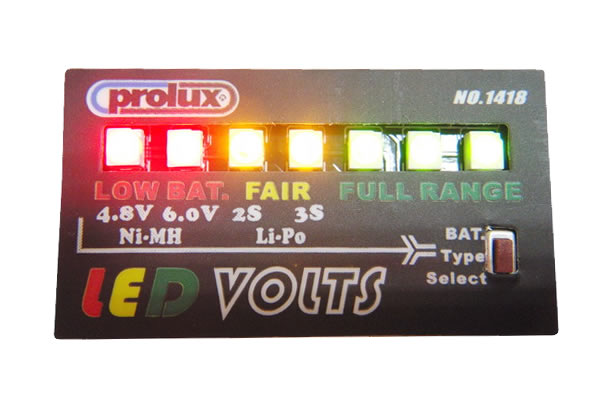 prolux
NO.1418
LOW BAT. FAIR FULL RANGE
4.8V 6.0V 2S 3S
Ni-MH Li-Po
BAT.
Type
Select
LED VOLTS